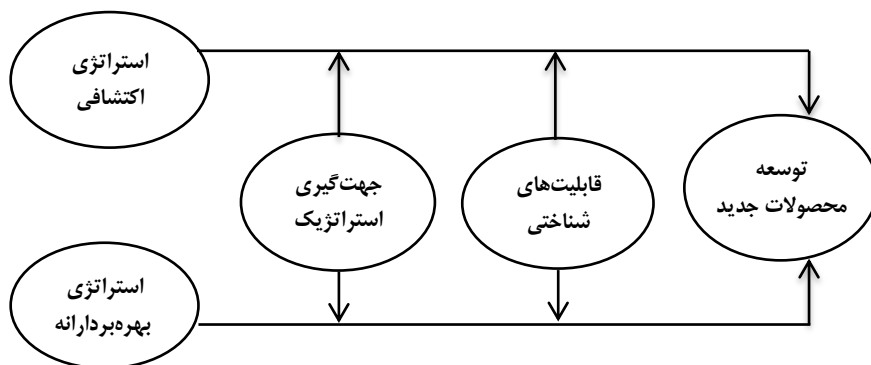 استراتژی
اکتشافی
جهت‌گیری
استراتژیک
قابلیت‌های
شناختی
توسعه
محصولات جدید
استراتژی
بهره‌بردارانه